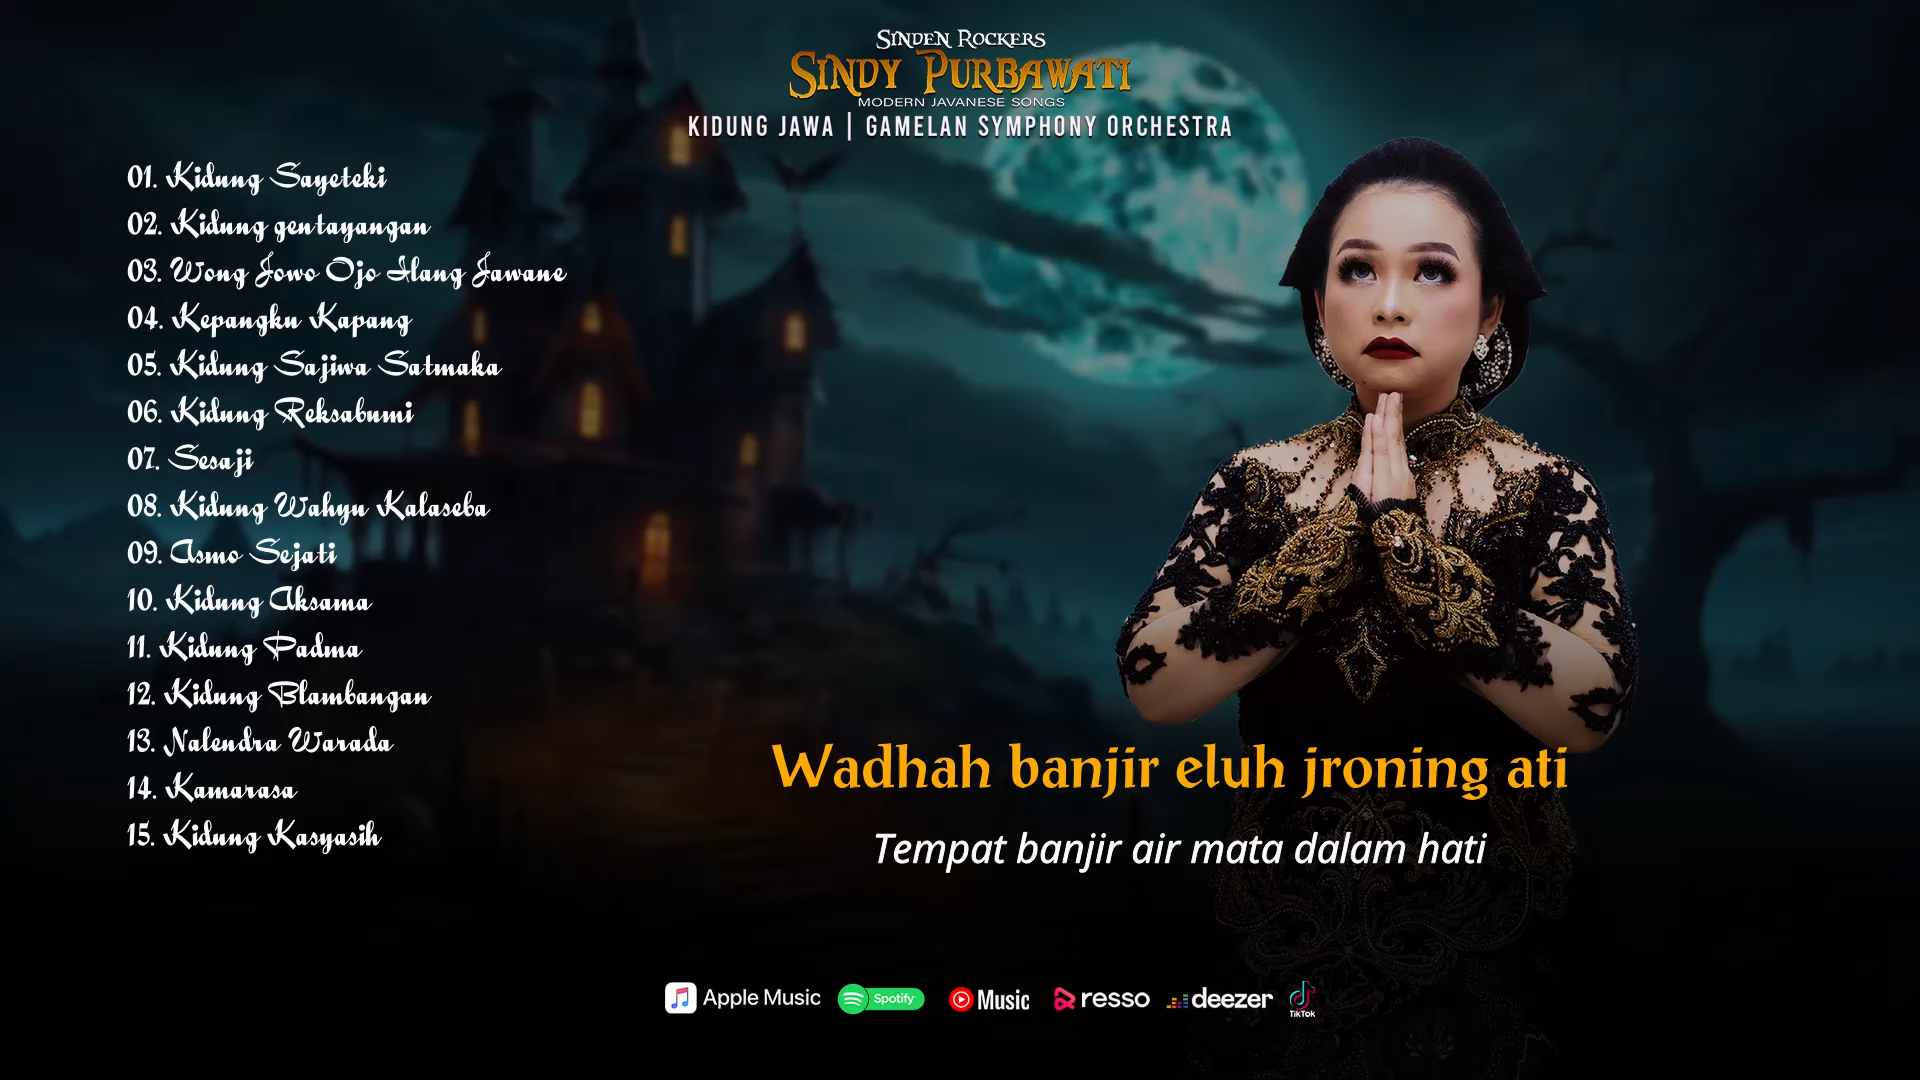 SINDEN ROCKERS
SINDY PURBAWATI
MODERN JAVANESE SONGS
KIDUNG JAWA | GAMELAN SYMPHONY ORCHESTRA
01. Kidung Sayeteki
02. Kidung gentayangan
03. Wong Jowo Ojo Ilang Jawane
04. Kepangku Kapang
05. Kidung Sajiwa Satmaka
06. Kidung Reksabumi
07. Sesaji
08. Kidung Wahyu Kalaseba
09. Asmo Sejati
10. Kidung Aksama
11. Kidung Padma
12. Kidung Blambangan
13. Nalendra Warada
14. Kamarasa
15. Kidung Kasyasih
Wadhah banjir eluh jroning ati
Tempat banjir air mata dalam hati
Apple Music Spotify Music resso deezer TikTok